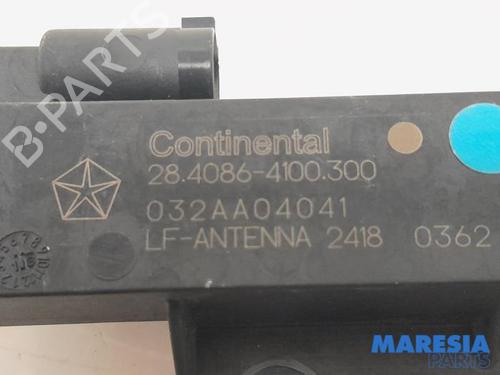 B-PARTS
Continental
28.4086-4100.300
032AA04041
LF-ANTENNA 2418 0362
MARESIA
PARTS